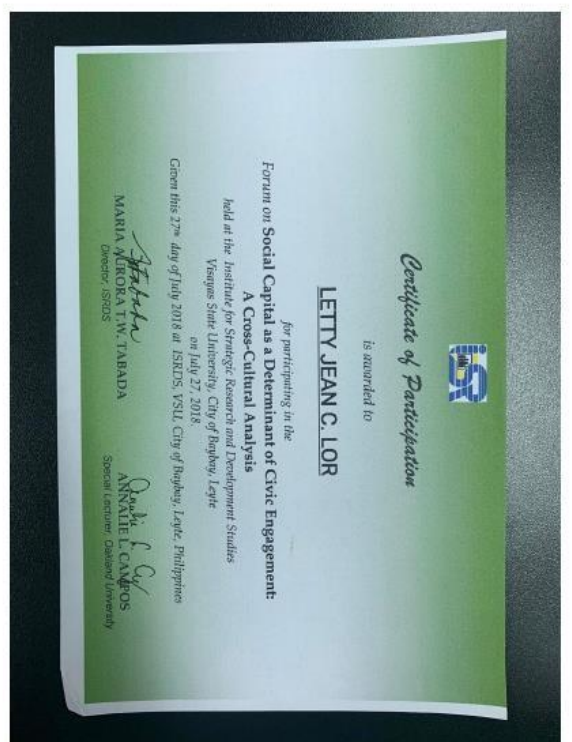 Certificate of Participation
is awarded to
LETTY JEAN C. LOR
for participating in the
Forum on Social Capital as a Determinant of Civic Engagement:
A Cross-Cultural Analysis
held at the Institute for Strategic Research and Development Studies
Visayas State University, City of Baybay, Leyte
on July 27, 2018.
Given this 27th day of July 2018 at ISRDS, VSU, City of Baybay, Leyte, Philippines
MARIA AURORA T.W. TABADA
Director, ISRDS
ANNALIE L. CAMPOS
Special Lecturer, Oakland University